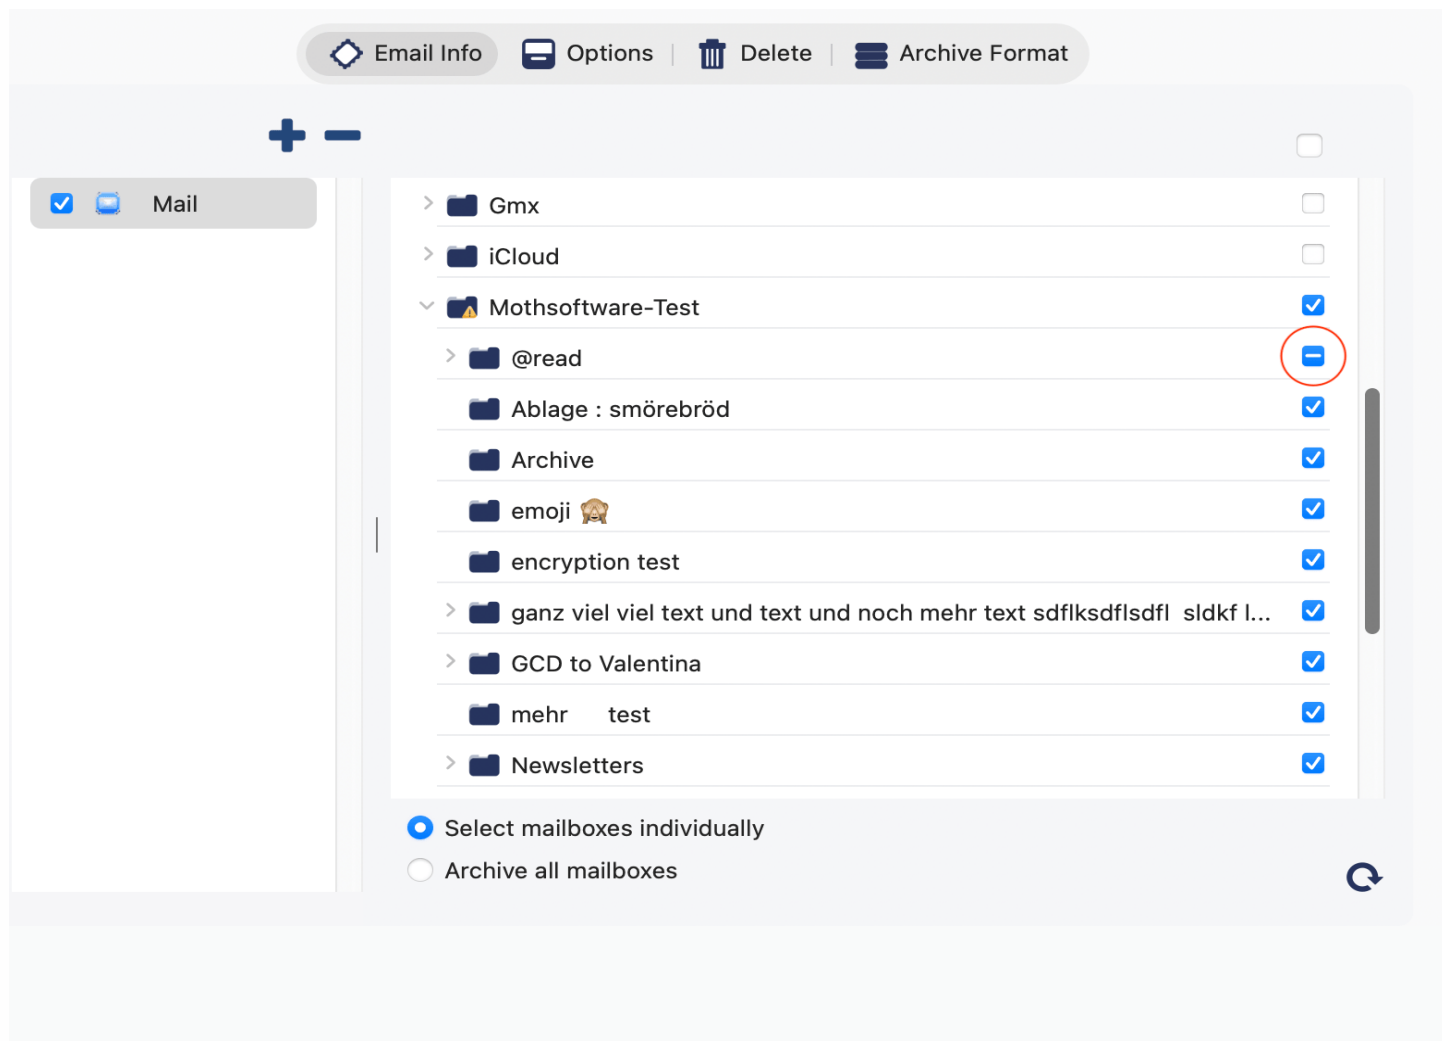 Email Info Options Delete Archive Format
Mail
Gmx
iCloud
Mothsoftware-Test
@read
Ablage : smörebröd
Archive
emoji 🙈
encryption test
ganz viel viel text und text und noch mehr text sdflksdflsdfl sldkf l...
GCD to Valentina
mehr test
Newsletters
Select mailboxes individually
Archive all mailboxes